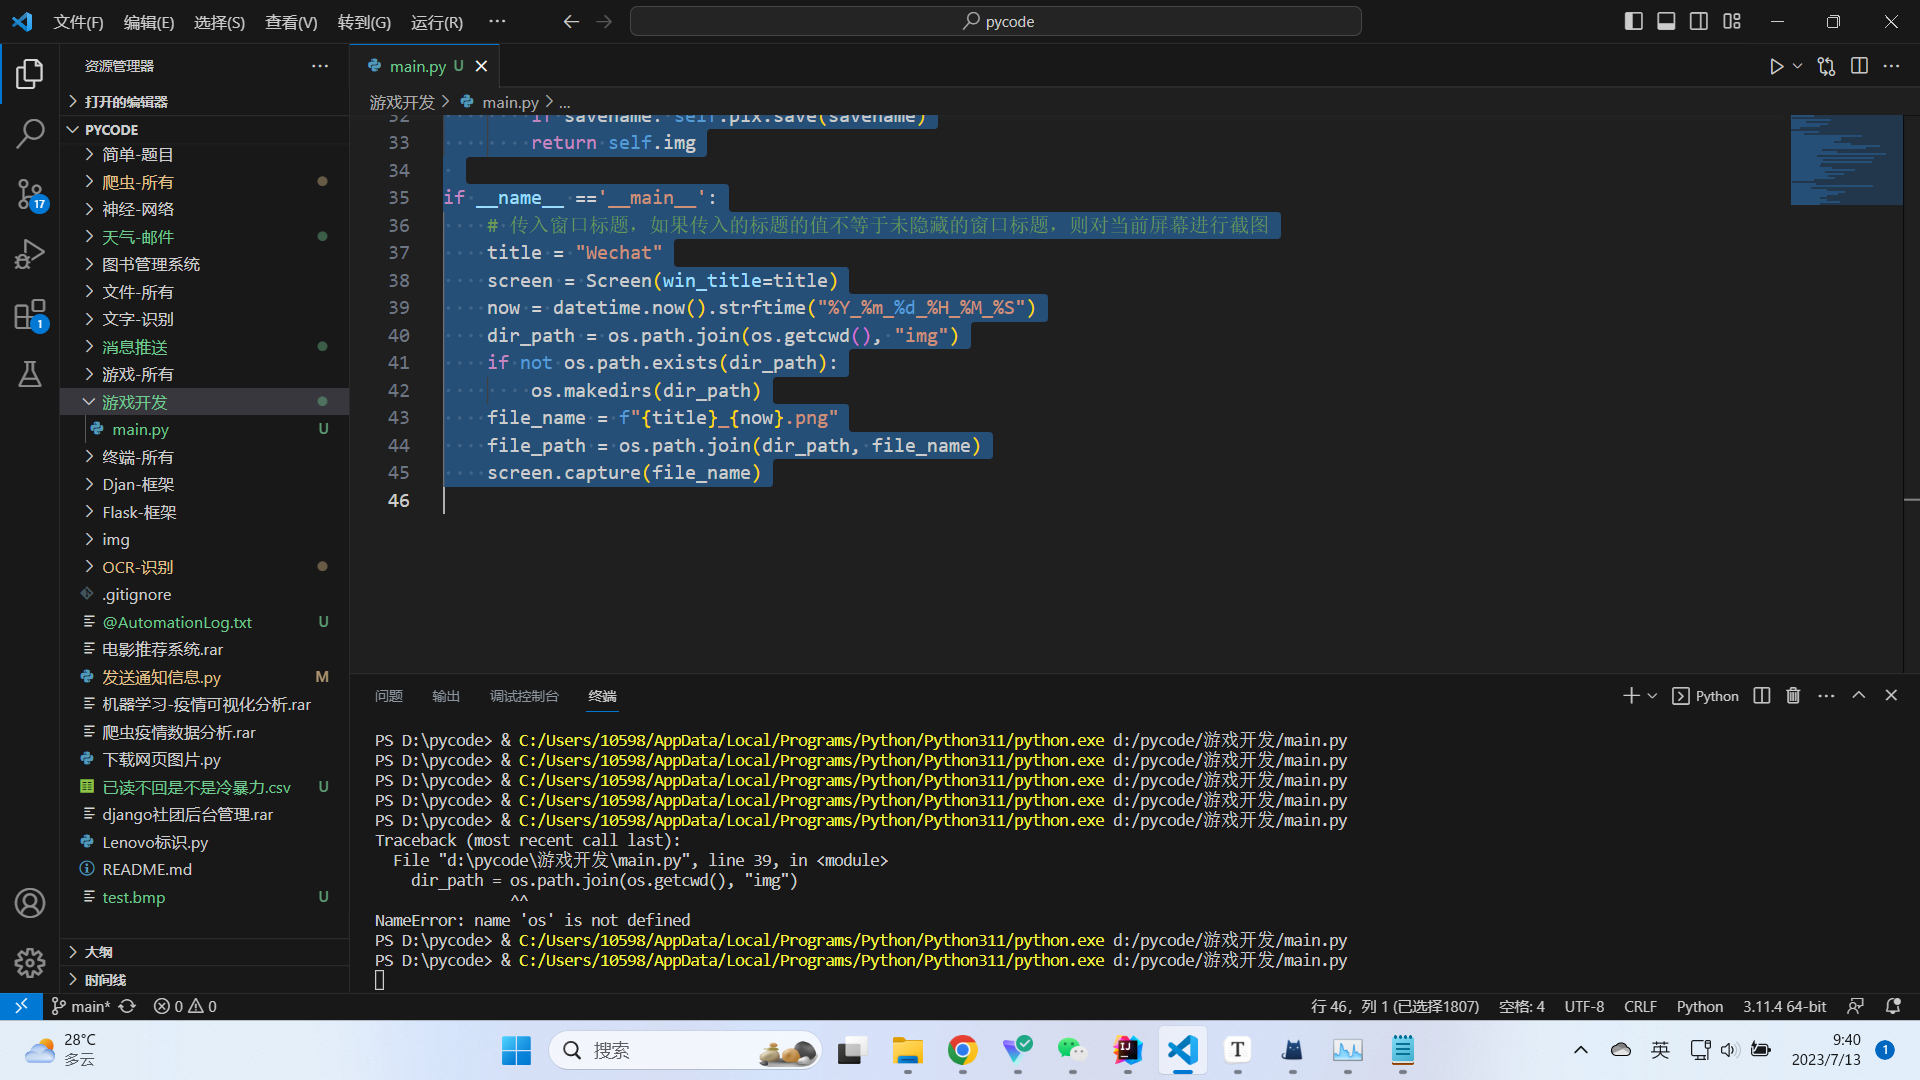 文件(F) 编辑(E) 选择(S) 查看(V) 转到(G) 运行(R) ··· pycode
资源管理器 ···
打开的编辑器
PYCODE
简单-题目
爬虫-所有
神经-网络
天气-邮件
图书管理系统
文件-所有
文字-识别
消息推送
游戏-所有
游戏开发
main.py U
终端-所有
Djan-框架
Flask-框架
img
OCR-识别
.gitignore
@AutomationLog.txt U
电影推荐系统.rar
发送通知信息.py M
机器学习-疫情可视化分析.rar
爬虫疫情数据分析.rar
下载网页图片.py
已读不回是不是冷暴力.csv U
django社团后台管理.rar
Lenovo标识.py
README.md
test.bmp U
大纲
时间线
17
1
main.py U
游戏开发 > main.py > ...
32 if savename: self.pix.save(savename)
33 return self.img
34
35 if __name__ =='__main__':
36 # 传入窗口标题，如果传入的标题的值不等于未隐藏的窗口标题，则对当前屏幕进行截图
37 title = "Wechat"
38 screen = Screen(win_title=title)
39 now = datetime.now().strftime("%Y_%m_%d_%H_%M_%S")
40 dir_path = os.path.join(os.getcwd(), "img")
41 if not os.path.exists(dir_path):
42 os.makedirs(dir_path)
43 file_name = f"{title}_{now}.png"
44 file_path = os.path.join(dir_path, file_name)
45 screen.capture(file_name)
46
问题 输出 调试控制台 终端 Python
PS D:\pycode> & C:/Users/10598/AppData/Local/Programs/Python/Python311/python.exe d:/pycode/游戏开发/main.py
PS D:\pycode> & C:/Users/10598/AppData/Local/Programs/Python/Python311/python.exe d:/pycode/游戏开发/main.py
PS D:\pycode> & C:/Users/10598/AppData/Local/Programs/Python/Python311/python.exe d:/pycode/游戏开发/main.py
PS D:\pycode> & C:/Users/10598/AppData/Local/Programs/Python/Python311/python.exe d:/pycode/游戏开发/main.py
PS D:\pycode> & C:/Users/10598/AppData/Local/Programs/Python/Python311/python.exe d:/pycode/游戏开发/main.py
Traceback (most recent call last):
File "d:\pycode\游戏开发\main.py", line 39, in <module>
dir_path = os.path.join(os.getcwd(), "img")
^^
NameError: name 'os' is not defined
PS D:\pycode> & C:/Users/10598/AppData/Local/Programs/Python/Python311/python.exe d:/pycode/游戏开发/main.py
PS D:\pycode> & C:/Users/10598/AppData/Local/Programs/Python/Python311/python.exe d:/pycode/游戏开发/main.py
main* 0 0 行 46，列 1 (已选择1807) 空格: 4 UTF-8 CRLF Python 3.11.4 64-bit
28°C
多云
搜索
IJ
T
英
9:40
2023/7/13
1